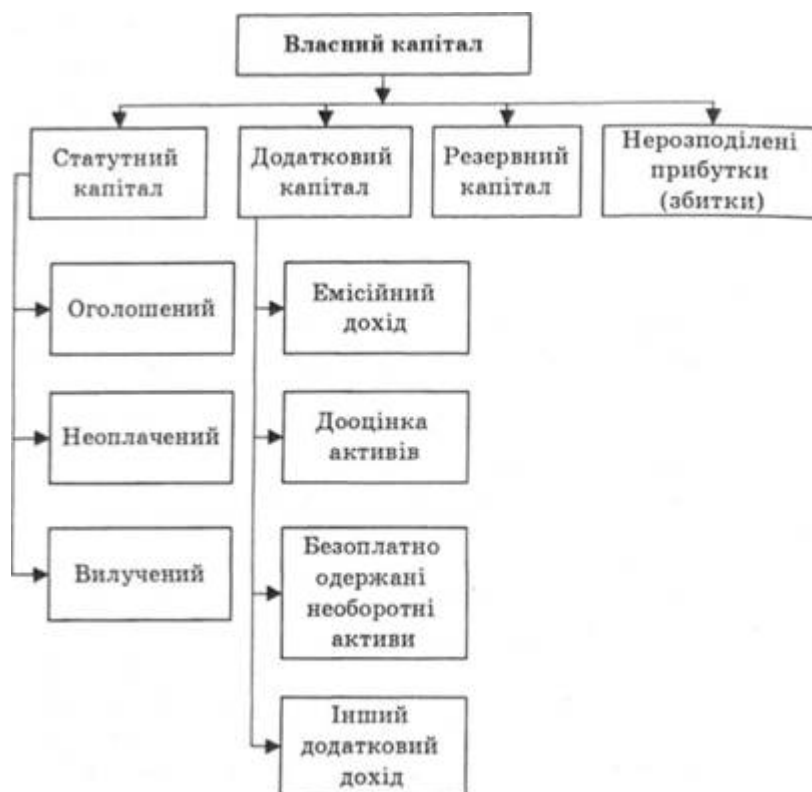 Власний капітал
Статутний
капітал
Додатковий
капітал
Резервний
капітал
Нерозподілені
прибутки
(збитки)
Оголошений
Неоплачений
Вилучений
Емісійний
дохід
Дооцінка
активів
Безоплатно
одержані
необоротні
активи
Інший
додатковий
дохід